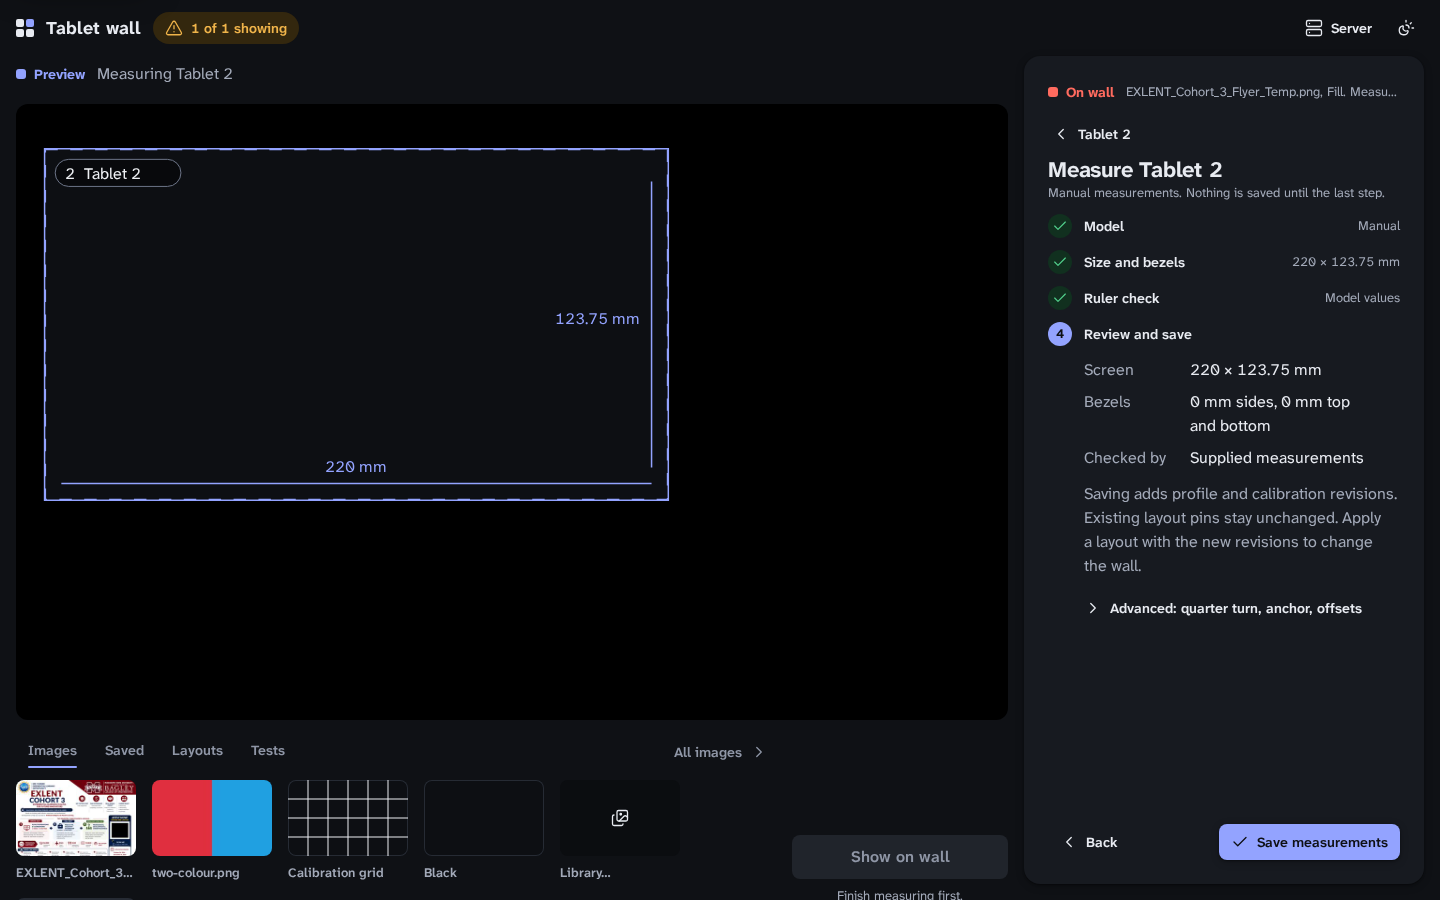 Tablet wall
1 of 1 showing
Server
Preview
Measuring Tablet 2
2 Tablet 2
123.75 mm
220 mm
On wall
EXLENT_Cohort_3_Flyer_Temp.png, Fill. Measu...
Tablet 2
Measure Tablet 2
Manual measurements. Nothing is saved until the last step.
Model
Manual
Size and bezels
220 × 123.75 mm
Ruler check
Model values
4
Review and save
Screen
220 × 123.75 mm
Bezels
0 mm sides, 0 mm top
and bottom
Checked by
Supplied measurements
Saving adds profile and calibration revisions.
Existing layout pins stay unchanged. Apply
a layout with the new revisions to change
the wall.
Advanced: quarter turn, anchor, offsets
Back
Save measurements
Images
Saved
Layouts
Tests
All images
EXLENT
COHORT 3
BAGLEY
EXLENT_Cohort_3...
two-colour.png
Calibration grid
Black
Library...
Show on wall
Finish measuring first.